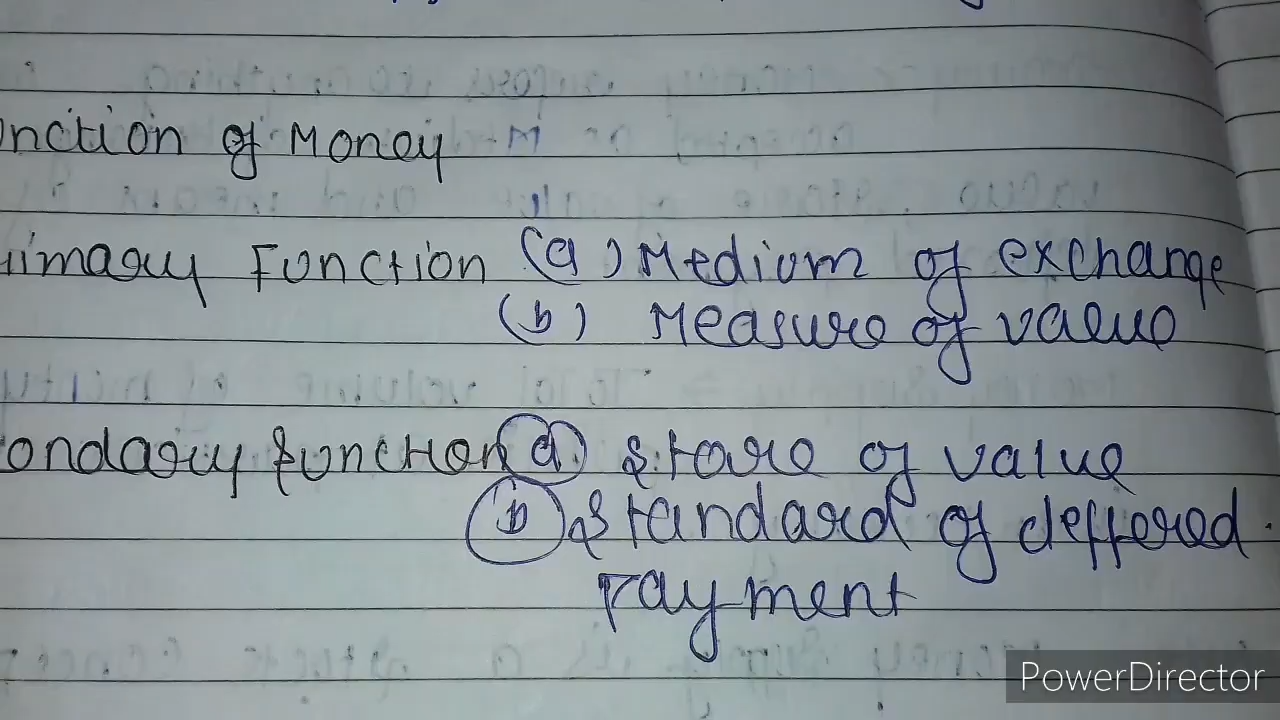 nction of Money
rimary Function (a) Medium of exchange
(b) Measure of value
ondary function (a) store of value
(b) standard of deffered
payment
PowerDirector